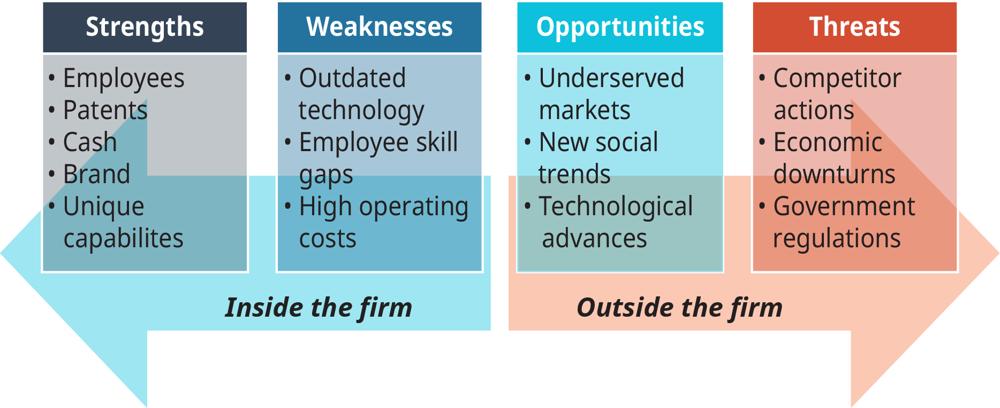 Strengths
• Employees
• Patents
• Cash
• Brand
• Unique
capabilites
Weaknesses
• Outdated
technology
• Employee skill
gaps
• High operating
costs
Opportunities
• Underserved
markets
• New social
trends
• Technological
advances
Threats
• Competitor
actions
• Economic
downturns
• Government
regulations
Inside the firm
Outside the firm